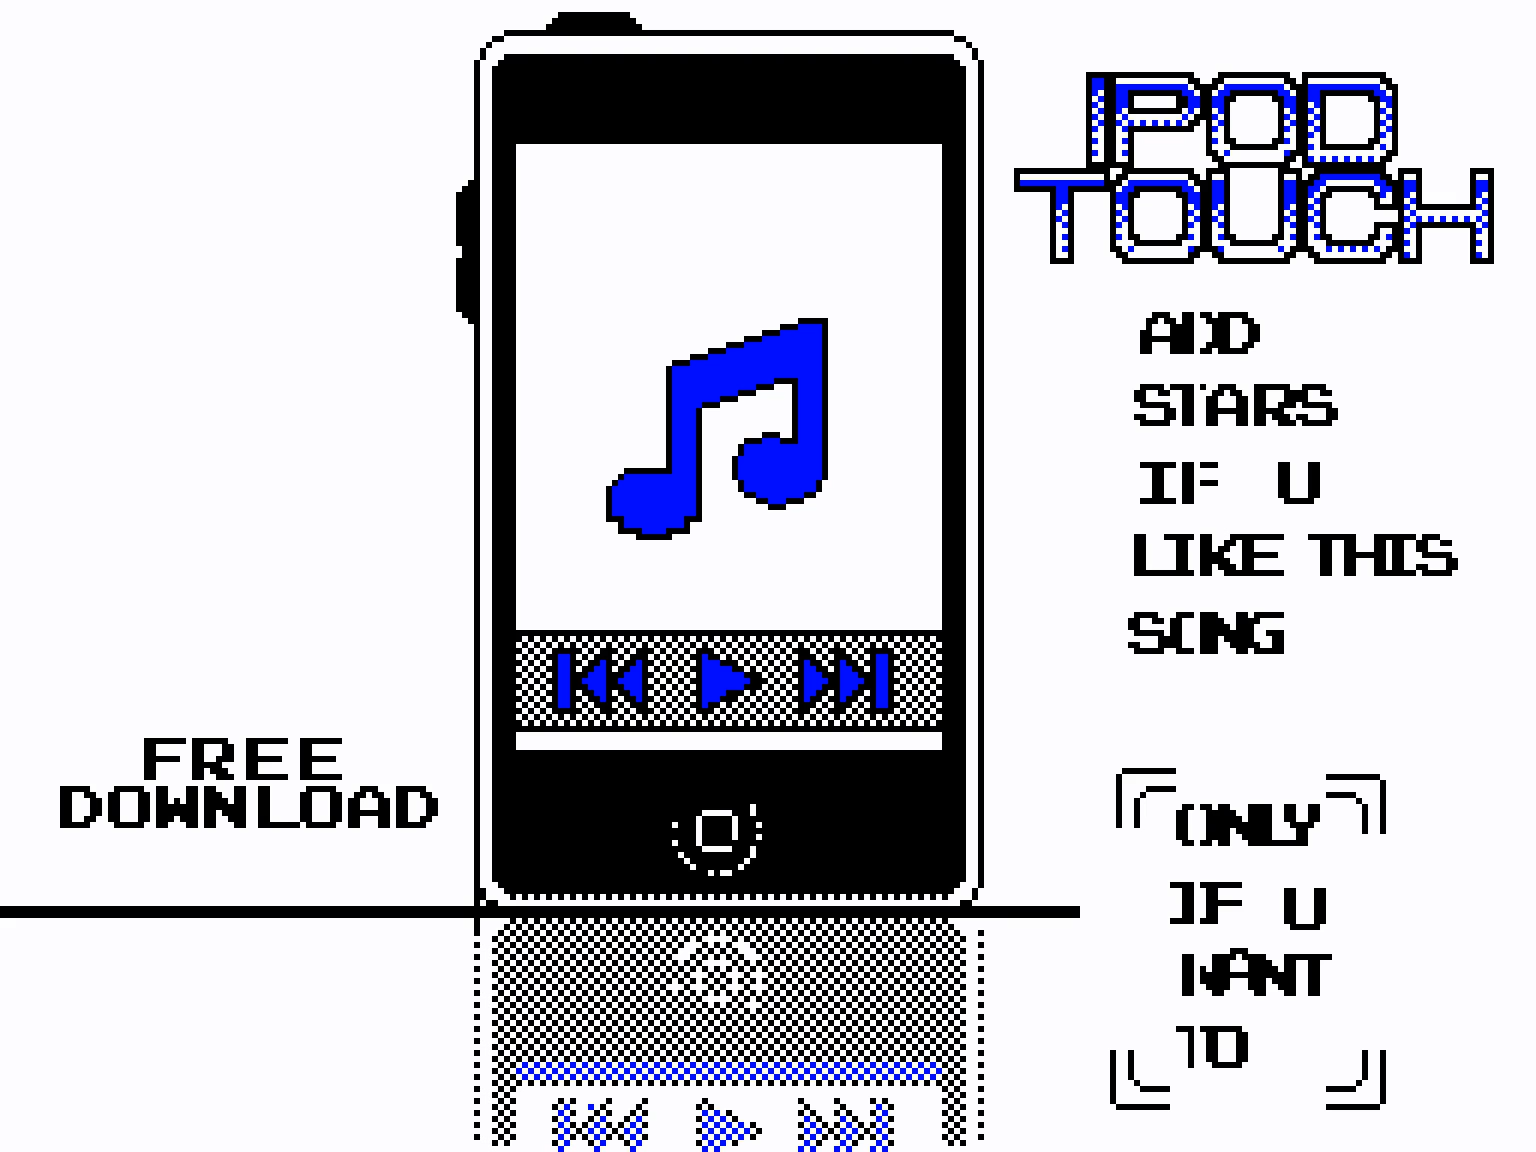 IPOD
TOUCH
ADD
STARS
IF U
LIKE THIS
SONG
FREE
DOWNLOAD
ONLY
IF U
WANT
TO